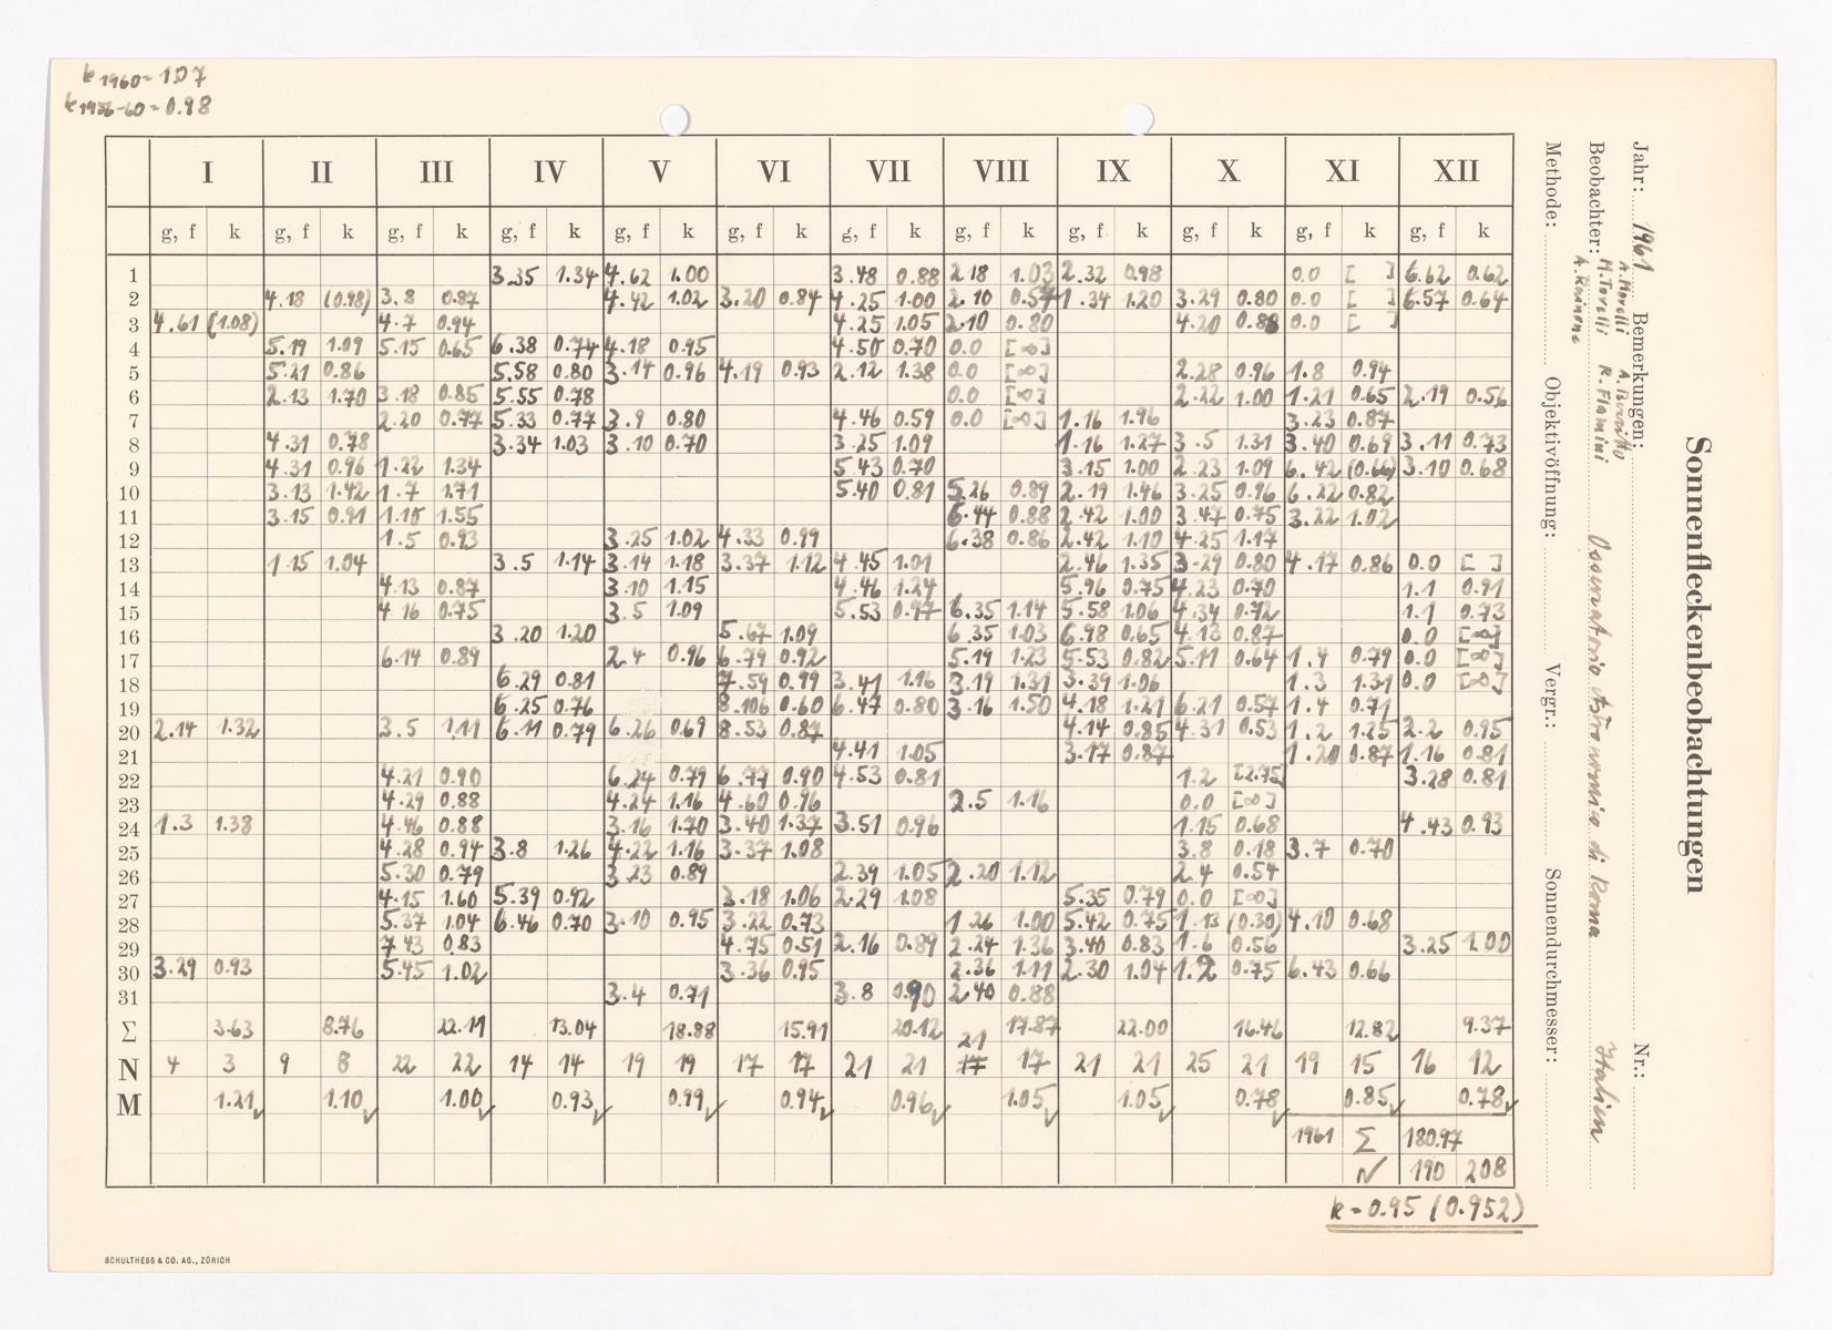 k 1960 = 1.07
k 1956-60 = 0.98
I II III IV V VI VII VIII IX X XI XII
g, f k g, f k g, f k g, f k g, f k g, f k g, f k g, f k g, f k g, f k g, f k g, f k
1 3.35 1.34 4.62 1.00 3.48 0.88 2.18 1.03 2.32 0.98 0.0 [ ] 6.62 0.62
2 4.18 (0.98) 3.8 0.87 4.42 1.02 3.20 0.84 4.25 1.00 2.10 0.57 1.34 1.20 3.29 0.80 0.0 [ ] 6.57 0.64
3 4.61 (1.08) 4.7 0.94 4.25 1.05 2.10 0.80 4.20 0.88 0.0 [ ]
4 5.19 1.09 5.15 0.65 6.38 0.74 4.18 0.95 4.50 0.70 0.0 [∞]
5 5.21 0.86 5.58 0.80 3.14 0.96 4.19 0.93 2.12 1.38 0.0 [∞] 2.28 0.96 1.8 0.94
6 2.13 1.70 3.18 0.85 5.55 0.78 0.0 [∞] 2.22 1.00 1.21 0.65 2.19 0.56
7 2.20 0.77 5.33 0.77 3.9 0.80 4.46 0.59 0.0 [∞] 1.16 1.96 3.23 0.87
8 4.31 0.78 3.34 1.03 3.10 0.70 3.25 1.09 1.16 1.27 3.5 1.31 3.40 0.69 3.11 0.73
9 4.31 0.96 1.22 1.34 5.43 0.70 3.15 1.00 2.23 1.09 6.42 (0.66) 3.10 0.68
10 3.13 1.42 1.7 1.71 5.40 0.81 5.26 0.89 2.19 1.46 3.25 0.96 6.22 0.82
11 3.15 0.91 1.10 1.55 6.44 0.88 2.42 1.00 3.47 0.75 3.22 1.02
12 1.5 0.93 3.25 1.02 4.33 0.99 6.38 0.86 2.42 1.10 4.25 1.17
13 1.15 1.04 3.5 1.14 3.14 1.18 3.37 1.12 4.45 1.01 2.46 1.35 3.29 0.80 4.17 0.86 0.0 [ ]
14 4.13 0.87 3.10 1.15 4.46 1.24 5.96 0.75 4.23 0.70 1.1 0.91
15 4.16 0.75 3.5 1.09 5.53 0.97 6.35 1.14 5.58 1.06 4.34 0.72 1.1 0.73
16 3.20 1.20 5.67 1.09 6.35 1.03 6.98 0.65 4.13 0.87 0.0 [∞]
17 6.14 0.89 2.4 0.96 6.79 0.92 5.19 1.23 5.53 0.82 5.11 0.64 1.4 0.79 0.0 [∞]
18 6.29 0.81 7.59 0.99 3.41 1.16 3.19 1.31 3.39 1.06 1.3 1.31 0.0 [∞]
19 6.25 0.76 8.106 0.60 6.47 0.80 3.16 1.50 4.18 1.21 6.21 0.57 1.4 0.71
20 2.14 1.32 3.5 1.11 6.11 0.79 6.26 0.69 8.53 0.87 4.14 0.85 4.31 0.53 1.2 1.25 2.2 0.95
21 4.41 1.05 3.17 0.87 1.20 0.87 1.16 0.81
22 4.21 0.90 6.24 0.79 6.77 0.90 4.53 0.81 1.2 [2.75] 3.28 0.81
23 4.29 0.88 4.24 1.16 4.60 0.96 2.5 1.16 0.0 [∞]
24 1.3 1.38 4.46 0.88 3.16 1.70 3.40 1.37 3.51 0.96 1.15 0.68 4.43 0.93
25 4.28 0.94 3.8 1.26 4.22 1.16 3.37 1.08 3.8 0.18 3.7 0.70
26 5.30 0.79 3.23 0.89 2.39 1.05 2.20 1.12 2.4 0.54
27 4.15 1.60 5.39 0.92 3.18 1.06 2.29 1.08 5.35 0.79 0.0 [∞]
28 5.37 1.04 6.46 0.70 3.10 0.95 3.22 0.73 1.26 1.00 5.42 0.75 1.13 (0.30) 4.10 0.68
29 7.43 0.83 4.75 0.51 2.16 0.89 2.24 1.36 3.40 0.83 1.6 0.56 3.25 1.00
30 3.29 0.93 5.45 1.02 3.36 0.95 2.36 1.11 2.30 1.04 1.2 0.75 6.43 0.66
31 3.4 0.71 3.8 0.90 2.40 0.88
Σ 3.63 8.76 22.11 13.04 18.88 15.91 20.12 17.87 22.00 16.46 12.82 9.37
N 4 3 9 8 22 22 14 14 19 19 17 17 21 21 21 17 17 21 21 25 21 19 15 16 12
M 1.21 1.10 1.00 0.93 0.99 0.94 0.96 1.05 1.05 0.78 0.85 0.78
1961 Σ 180.97
N 190 208
k = 0.95 (0.952)
SCHULTHESS & CO. AG., ZÜRICH
Sonnenfleckenbeobachtungen
Jahr: 1961 Bemerkungen: Nr.:
Beobachter: M. Torelli R. Flamini Osservatorio Astronomico di Roma Italien
Methode: Objektivöffnung: Vergr.: Sonnendurchmesser: